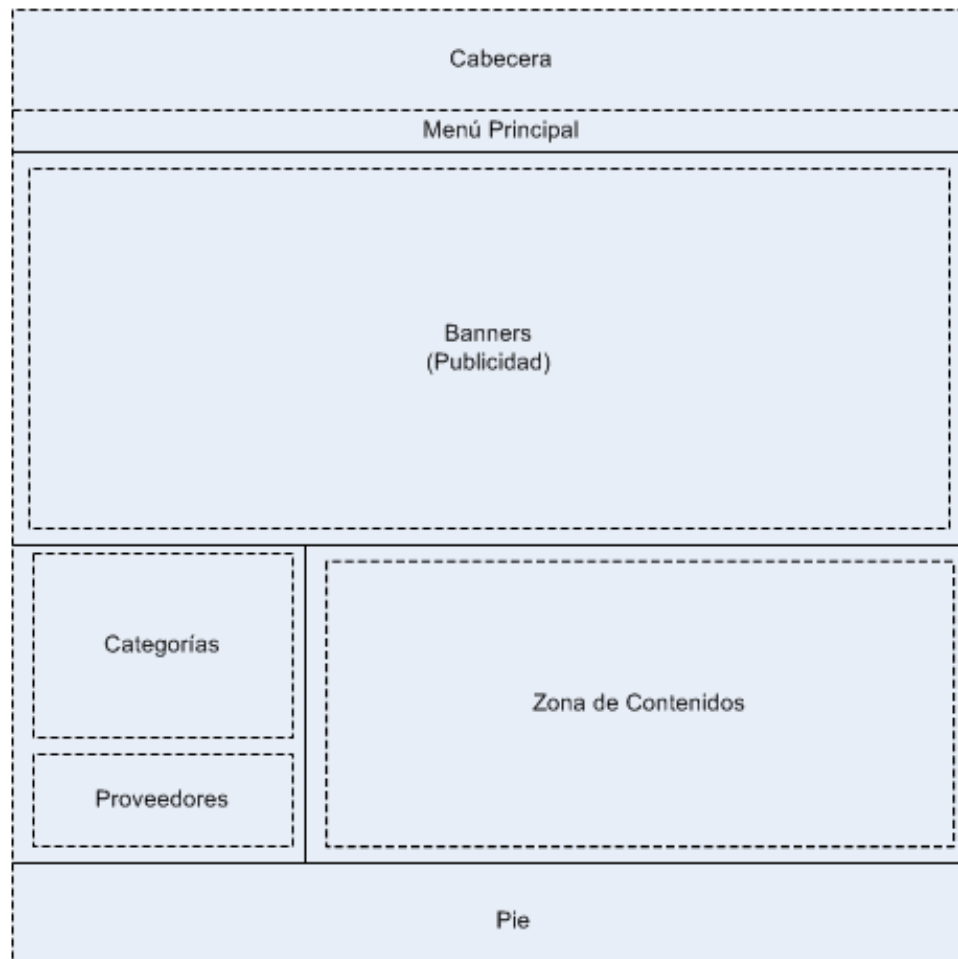 Cabecera
Menú Principal
Banners
(Publicidad)
Categorías
Zona de Contenidos
Proveedores
Pie